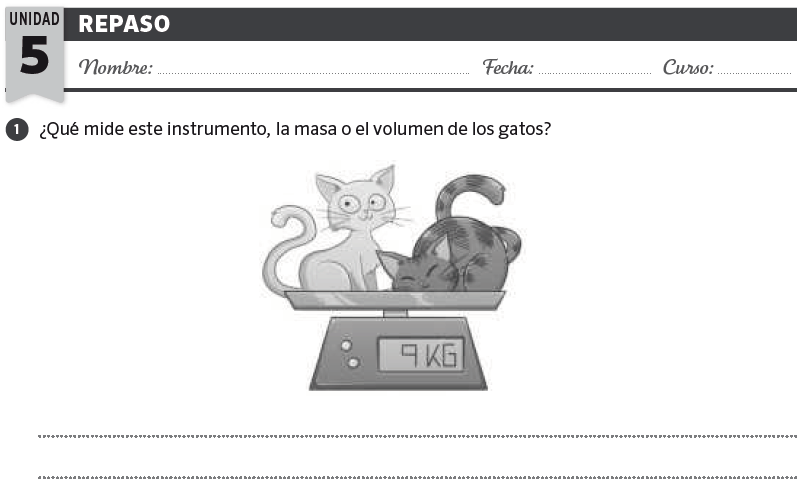 UNIDAD
5
REPASO
Nombre:
Fecha:
Curso:
1 ¿Qué mide este instrumento, la masa o el volumen de los gatos?
9 KG